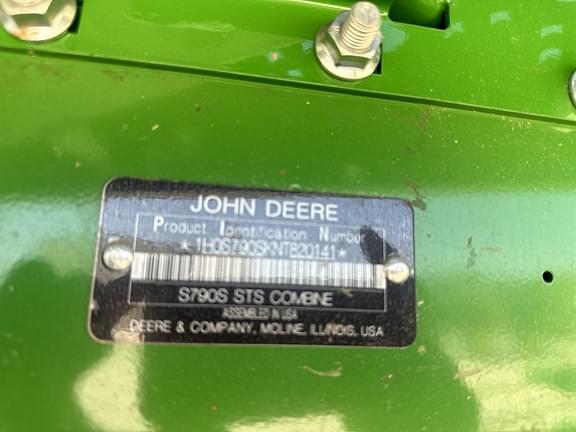 JOHN DEERE
Product Identification Number
*1H0S790SKNT820141*
S790S STS COMBINE
ASSEMBLED IN USA
DEERE & COMPANY, MOLINE, ILLINOIS, USA